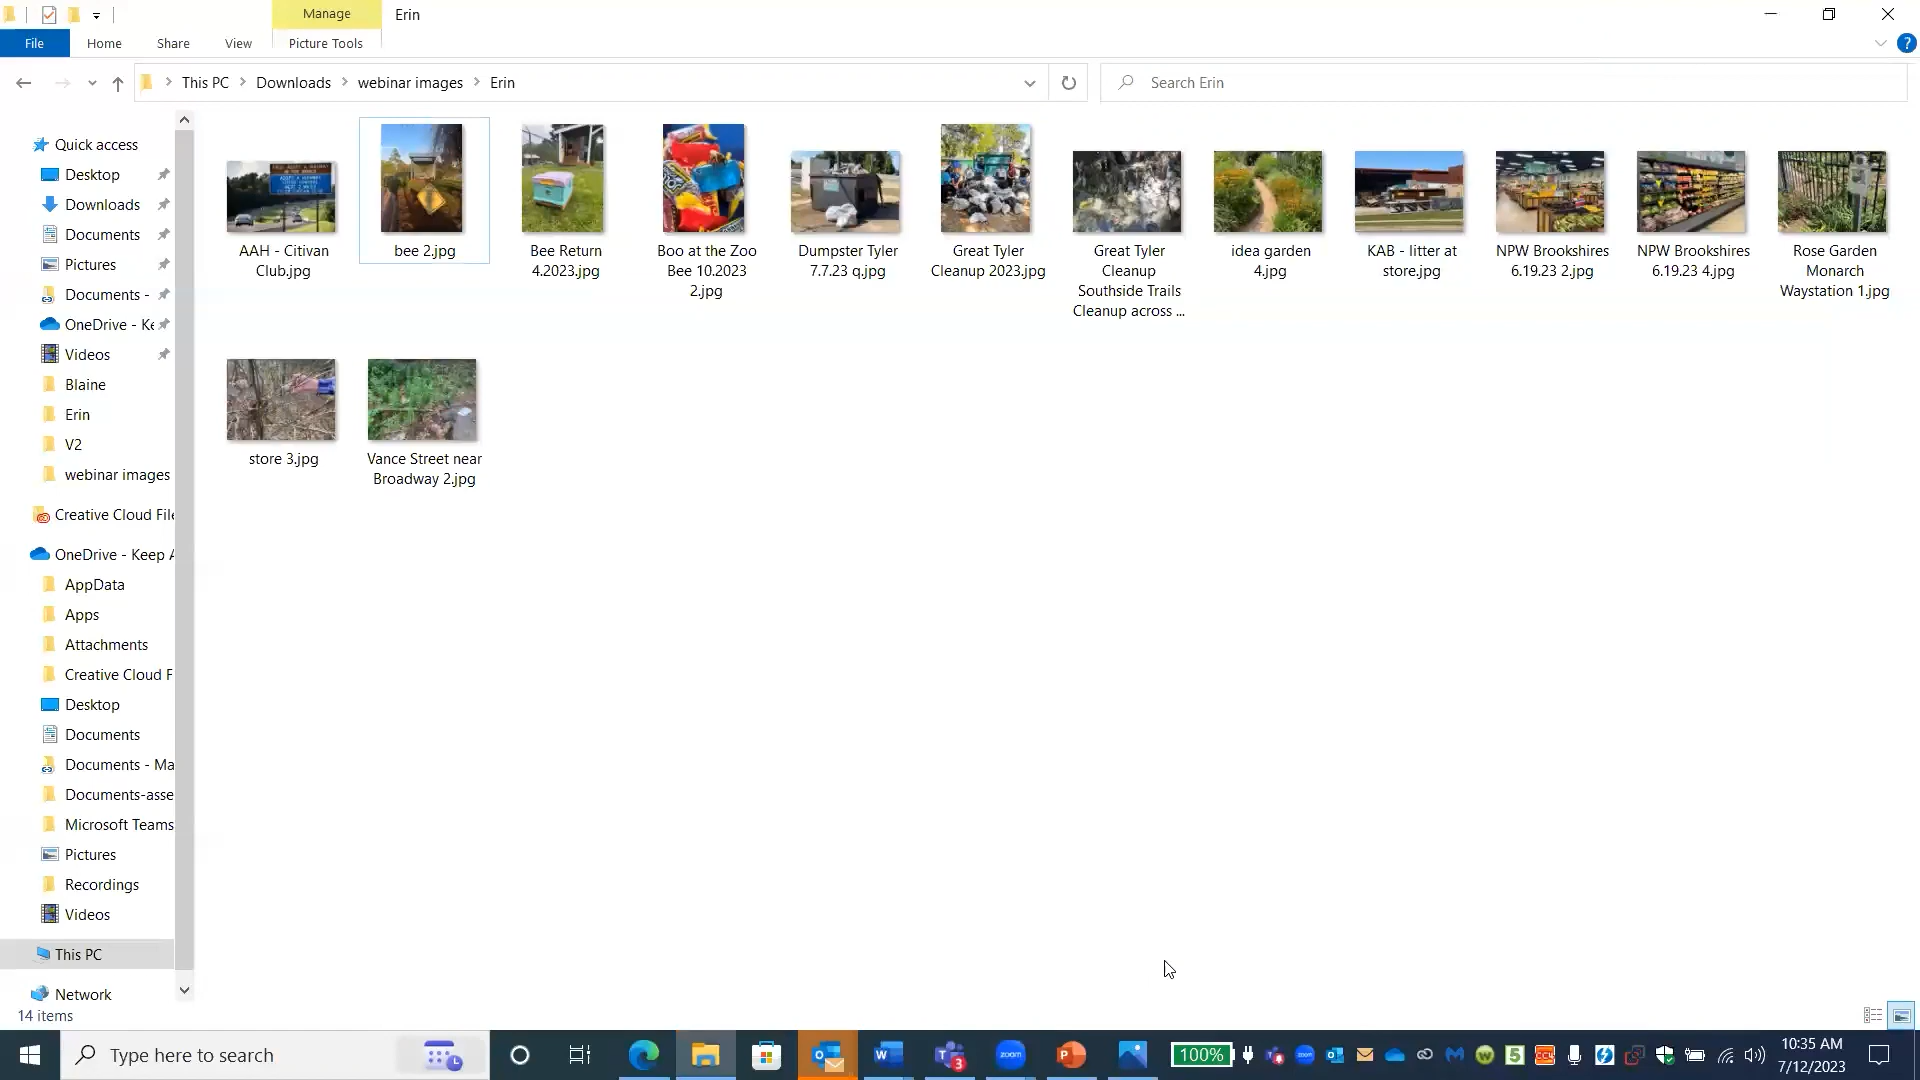 Manage
Erin
File
Home
Share
View
Picture Tools
This PC
Downloads
webinar images
Erin
Search Erin
Quick access
Desktop
Downloads
Documents
Pictures
Documents -
OneDrive - Ke
Videos
Blaine
Erin
V2
webinar images
Creative Cloud File
OneDrive - Keep A
AppData
Apps
Attachments
Creative Cloud F
Desktop
Documents
Documents - Ma
Documents-asse
Microsoft Teams
Pictures
Recordings
Videos
This PC
Network
AAH - Citivan
Club.jpg
bee 2.jpg
Bee Return
4.2023.jpg
Boo at the Zoo
Bee 10.2023
2.jpg
Dumpster Tyler
7.7.23 q.jpg
Great Tyler
Cleanup 2023.jpg
Great Tyler
Cleanup
Southside Trails
Cleanup across ...
idea garden
4.jpg
KAB - litter at
store.jpg
NPW Brookshires
6.19.23 2.jpg
NPW Brookshires
6.19.23 4.jpg
Rose Garden
Monarch
Waystation 1.jpg
store 3.jpg
Vance Street near
Broadway 2.jpg
14 items
Type here to search
zoom
3
100%
10:35 AM
7/12/2023